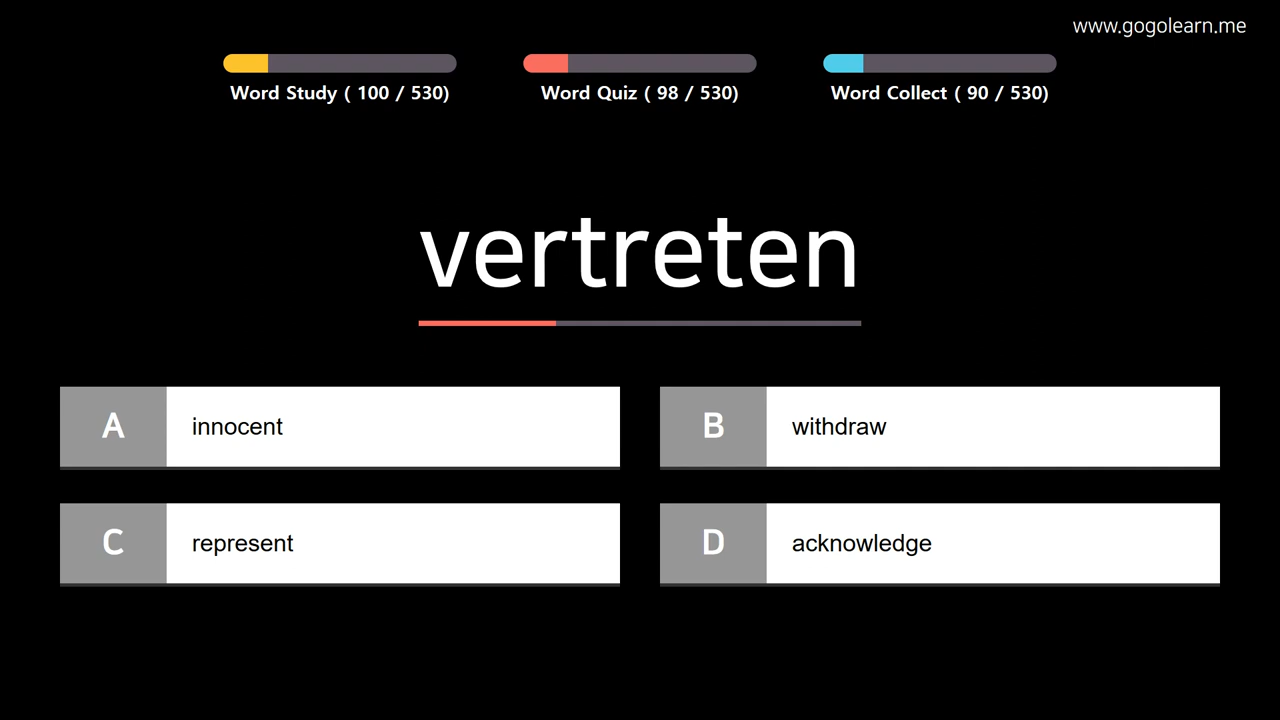 www.gogolearn.me
Word Study ( 100 / 530)
Word Quiz ( 98 / 530)
Word Collect ( 90 / 530)
vertreten
A innocent
B withdraw
C represent
D acknowledge